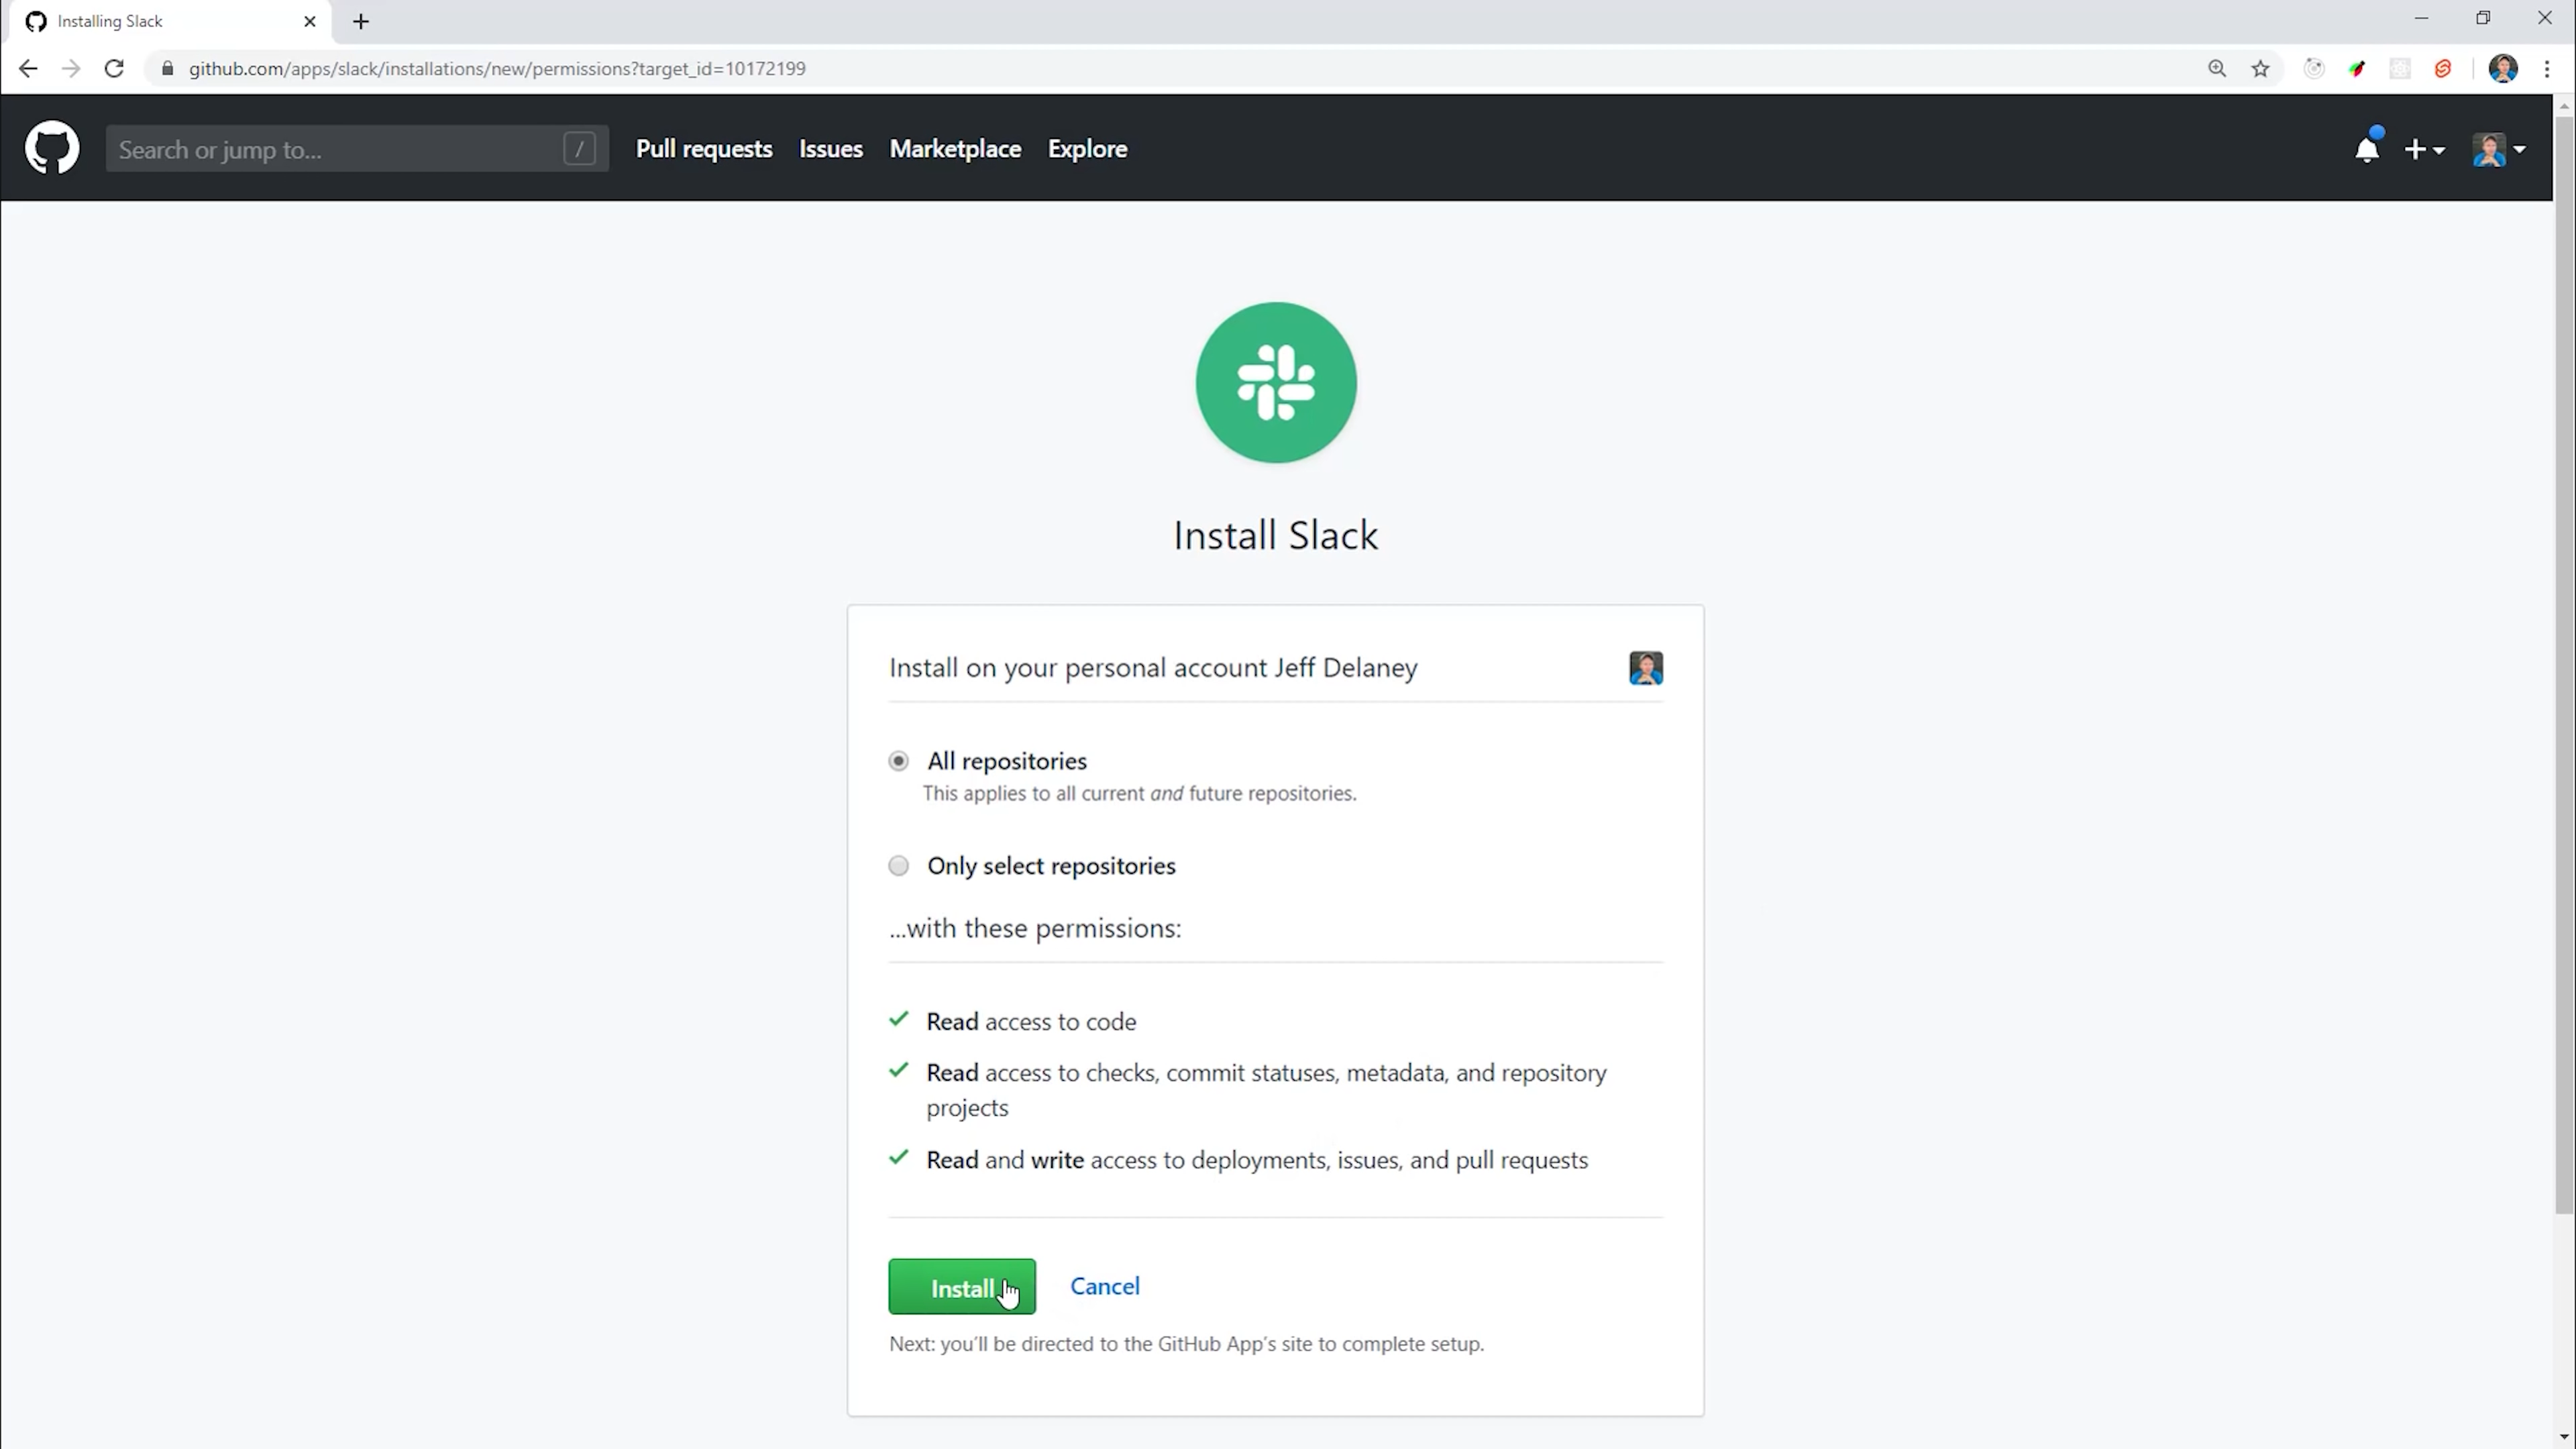 Installing Slack
github.com/apps/slack/installations/new/permissions?target_id=10172199
Search or jump to...
/
Pull requests
Issues
Marketplace
Explore
Install Slack
Install on your personal account Jeff Delaney
All repositories
This applies to all current and future repositories.
Only select repositories
...with these permissions:
Read access to code
Read access to checks, commit statuses, metadata, and repository
projects
Read and write access to deployments, issues, and pull requests
Install
Cancel
Next: you'll be directed to the GitHub App's site to complete setup.